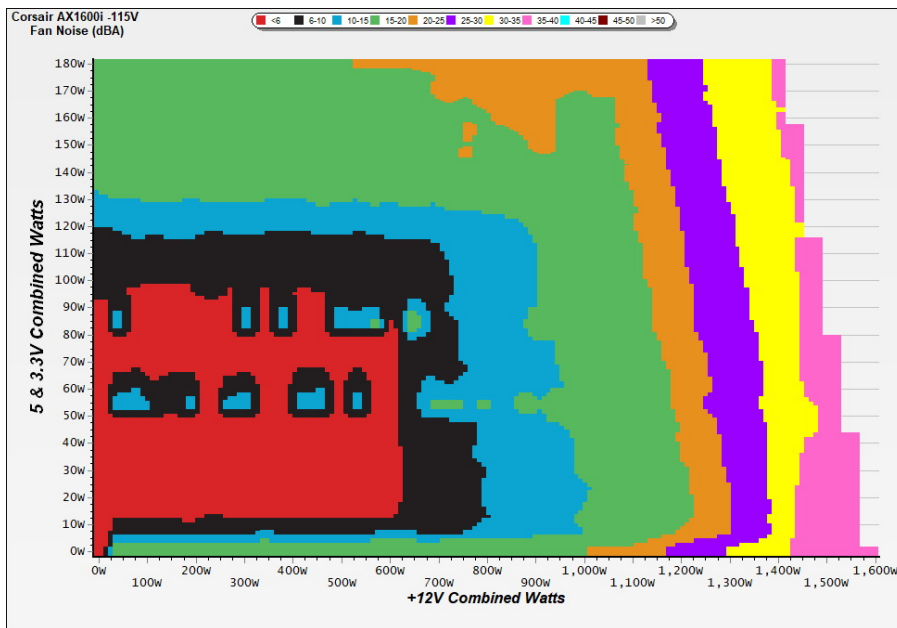 Corsair AX1600i -115V
Fan Noise (dBA)
<6 6-10 10-15 15-20 20-25 25-30 30-35 35-40 40-45 45-50 >50
180W
170W
160W
150W
140W
130W
120W
110W
100W
90W
80W
70W
60W
50W
40W
30W
20W
10W
0W
5 & 3.3V Combined Watts
0W 200W 300W 400W 500W 600W 700W 800W 900W 1,000W 1,100W 1,200W 1,300W 1,400W 1,500W 1,600W
100W
+12V Combined Watts